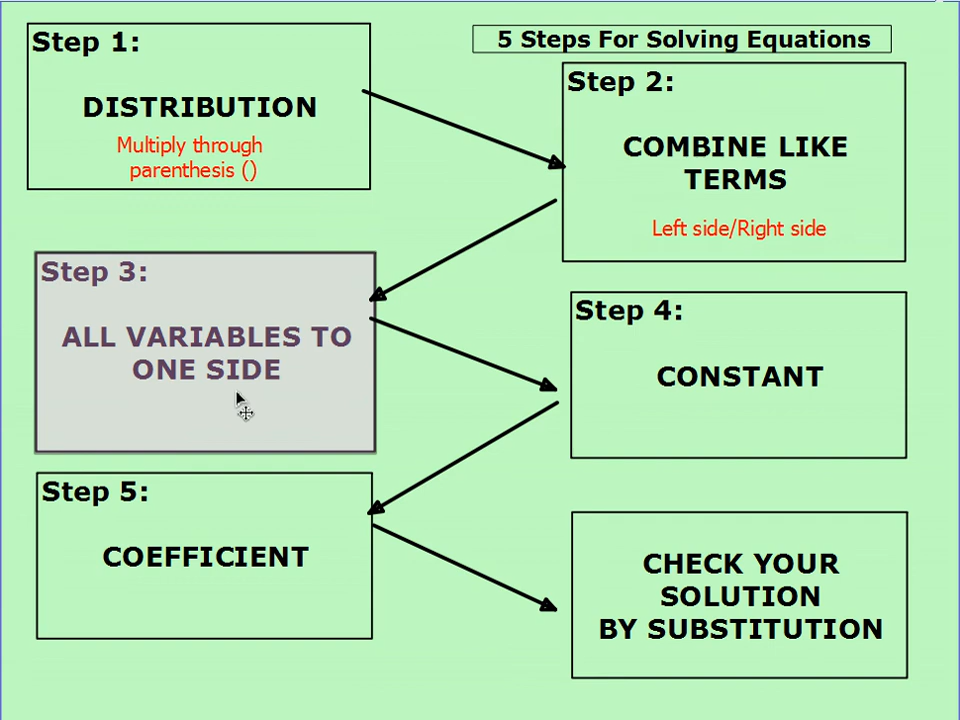 5 Steps For Solving Equations
Step 1:
DISTRIBUTION
Multiply through
parenthesis ()
Step 2:
COMBINE LIKE
TERMS
Left side/Right side
Step 3:
ALL VARIABLES TO
ONE SIDE
Step 4:
CONSTANT
Step 5:
COEFFICIENT
CHECK YOUR
SOLUTION
BY SUBSTITUTION